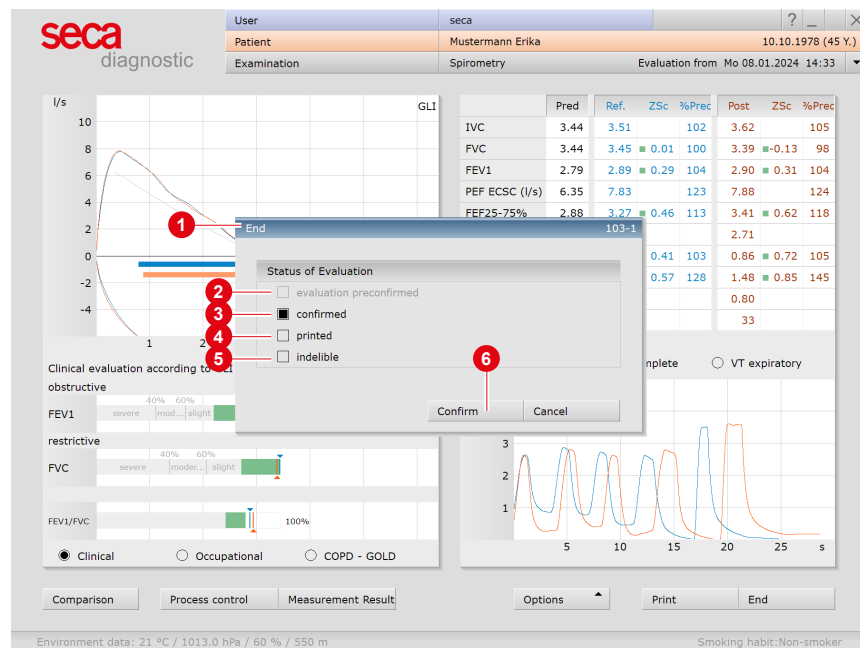 seca
diagnostic
User seca ? _ X
Patient Mustermann Erika 10.10.1978 (45 Y.)
Examination Spirometry Evaluation from Mo 08.01.2024 14:33
l/s GLI
10
8
6
4
2
0
-2
-4
1 2
Pred Ref. ZSc %Prec Post ZSc %Prec
IVC 3.44 3.51 102 3.62 105
FVC 3.44 3.45 0.01 100 3.39 -0.13 98
FEV1 2.79 2.89 0.29 104 2.90 0.31 104
PEF ECSC (l/s) 6.35 7.83 123 7.88 124
FEF25-75% 2.88 3.27 0.46 113 3.41 0.62 118
2.71
0.41 103 0.86 0.72 105
0.57 128 1.48 0.85 145
0.80
33
1 End 103-1
Status of Evaluation
2 evaluation preconfirmed
3 confirmed
4 printed
5 indelible
6
Confirm Cancel
Clinical evaluation according to
obstructive
40% 60%
FEV1 severe mod... slight
restrictive
40% 60%
FVC severe moder... slight
FEV1/FVC 100%
Clinical Occupational COPD - GOLD
VT expiratory
3
2
1
5 10 15 20 25 s
Comparison Process control Measurement Result Options Print End
Environment data: 21 ºC / 1013.0 hPa / 60 % / 550 m Smoking habit:Non-smoker